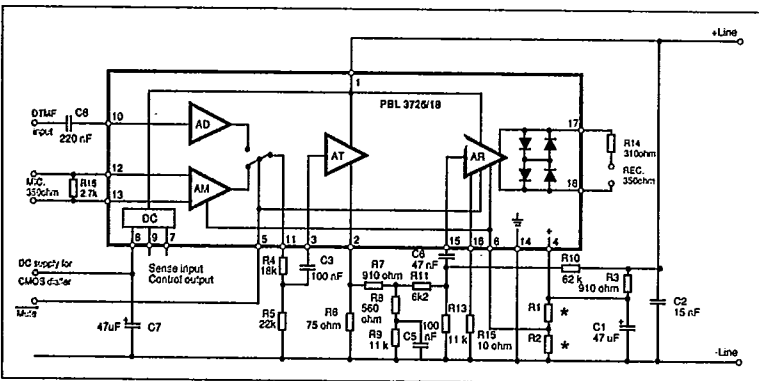 +Line
1
PBL 3726/18
DTMF
input
C8
220 nF
10
AD
AT
AR
17
R14
310ohm
REC.
350ohm
18
MIC.
350ohm
R16
2.7k
12
13
AM
DC
8 9 7
5 11 3 2 15 16 6 14 4
+
Sense input
Control output
DC supply for
CMOS dialler
Mute
47uF
+
C7
R4
18k
C3
100 nF
R5
22k
R6
75 ohm
R7
910 ohm
R8
560
ohm
R9
11 k
R11
6k2
C5
100
nF
C6
47 nF
R13
11 k
R15
10 ohm
R10
62 k
R3
910 ohm
R1
*
R2
*
C1
47 uF
+
C2
15 nF
-Line